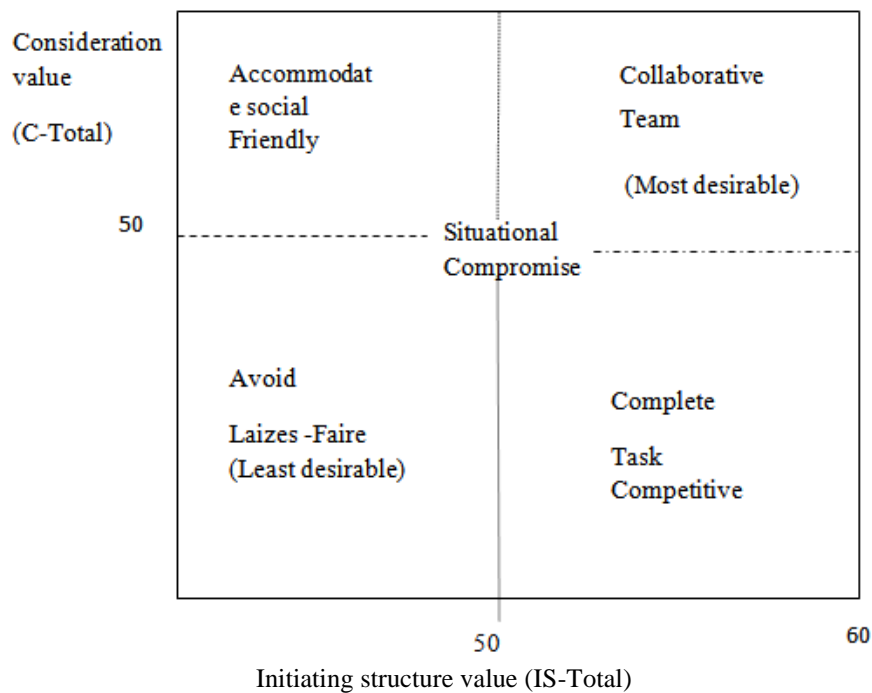 Consideration
value
(C-Total)
Accommodat
e social
Friendly
Collaborative
Team
(Most desirable)
50
Situational
Compromise
Avoid
Laizes -Faire
(Least desirable)
Complete
Task
Competitive
50
60
Initiating structure value (IS-Total)